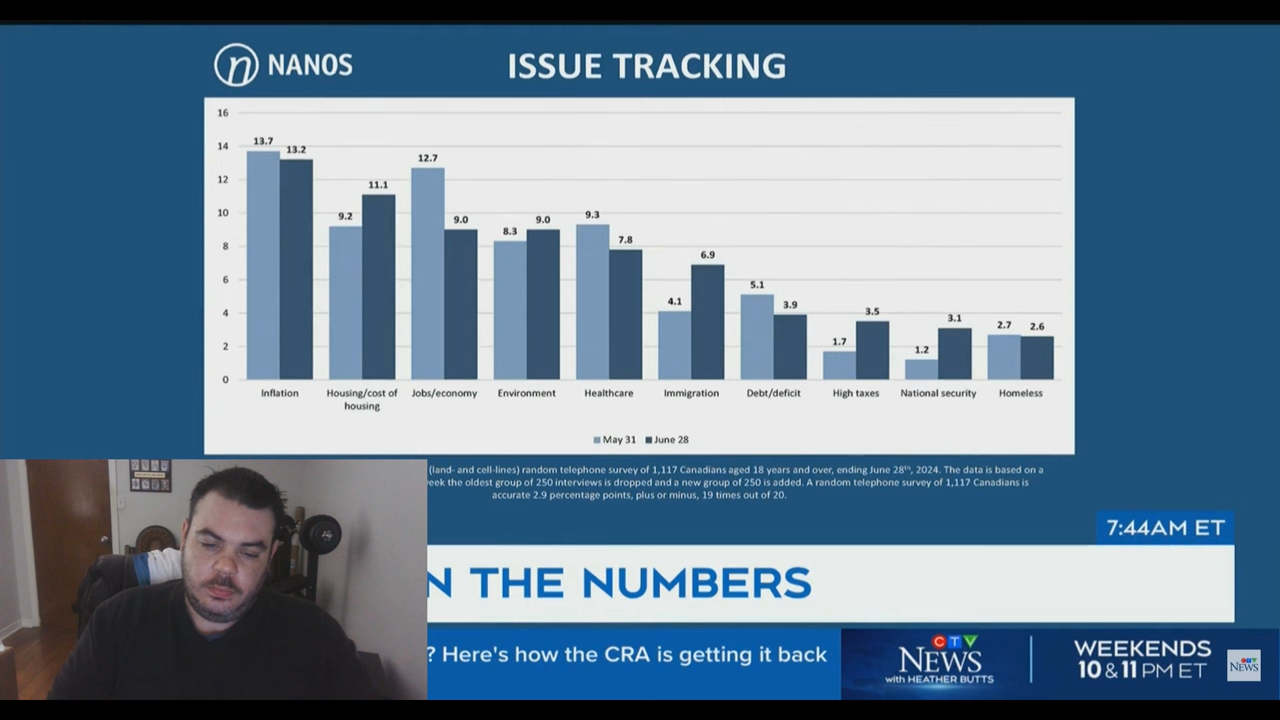 NANOS
ISSUE TRACKING
16
14
12
10
8
6
4
2
0
13.7
13.2
9.2
11.1
12.7
9.0
8.3
9.0
9.3
7.8
4.1
6.9
5.1
3.9
1.7
3.5
1.2
3.1
2.7
2.6
Inflation
Housing/cost of
housing
Jobs/economy
Environment
Healthcare
Immigration
Debt/deficit
High taxes
National security
Homeless
May 31
June 28
(land- and cell-lines) random telephone survey of 1,117 Canadians aged 18 years and over, ending June 28th, 2024. The data is based on a
the oldest group of 250 interviews is dropped and a new group of 250 is added. A random telephone survey of 1,117 Canadians is
accurate 2.9 percentage points, plus or minus, 19 times out of 20.
7:44AM ET
N THE NUMBERS
? Here's how the CRA is getting it back
CTV
NEWS
with HEATHER BUTTS
WEEKENDS
10 & 11 PM ET
NEWS